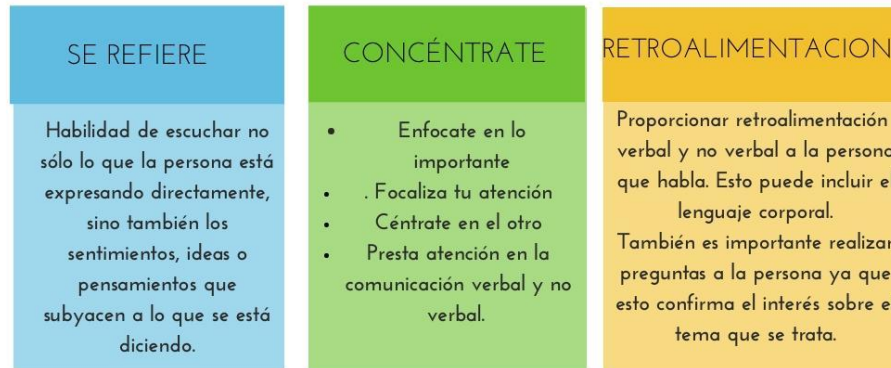 SE REFIERE
Habilidad de escuchar no
sólo lo que la persona está
expresando directamente,
sino también los
sentimientos, ideas o
pensamientos que
subyacen a lo que se está
diciendo.
CONCÉNTRATE
• Enfocate en lo
importante
• . Focaliza tu atención
• Céntrate en el otro
• Presta atención en la
comunicación verbal y no
verbal.
RETROALIMENTACION
Proporcionar retroalimentación
verbal y no verbal a la persona
que habla. Esto puede incluir e
lenguaje corporal.
También es importante realizar
preguntas a la persona ya que
esto confirma el interés sobre e
tema que se trata.